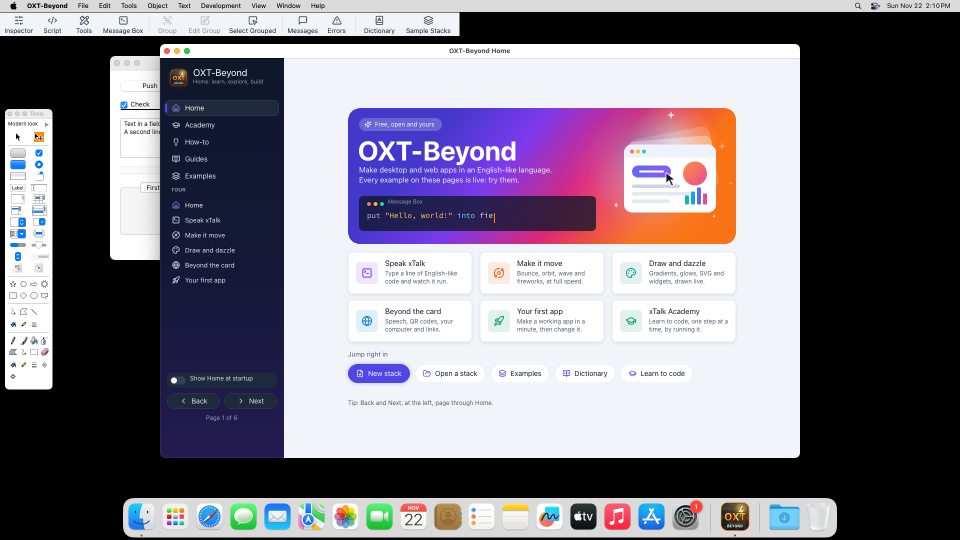 OXT-Beyond File Edit Tools Object Text Development View Window Help Sun Nov 22 2:10 PM
Inspector Script Tools Message Box Group Edit Group Select Grouped Messages Errors Dictionary Sample Stacks
OXT-Beyond Home
Push
Check
Text in a fiel
A second line
First
Tools
Modern look
Label
OXT BEYOND
OXT-Beyond
Home: learn, explore, build
Home
Academy
How-to
Guides
Examples
TOUR
Home
Speak xTalk
Make it move
Draw and dazzle
Beyond the card
Your first app
Show Home at startup
Back Next
Page 1 of 6
Free, open and yours
OXT-Beyond
Make desktop and web apps in an English-like language.
Every example on these pages is live: try them.
Message Box
put "Hello, world!" into fie
Speak xTalk
Type a line of English-like
code and watch it run.
Make it move
Bounce, orbit, wave and
fireworks, at full speed.
Draw and dazzle
Gradients, glows, SVG and
widgets, drawn live.
Beyond the card
Speech, QR codes, your
computer and links.
Your first app
Make a working app in a
minute, then change it.
xTalk Academy
Learn to code, one step at a
time, by running it.
Jump right in
New stack Open a stack Examples Dictionary Learn to code
Tip: Back and Next, at the left, page through Home.
NOV
22
tv
1
OXT
BEYOND